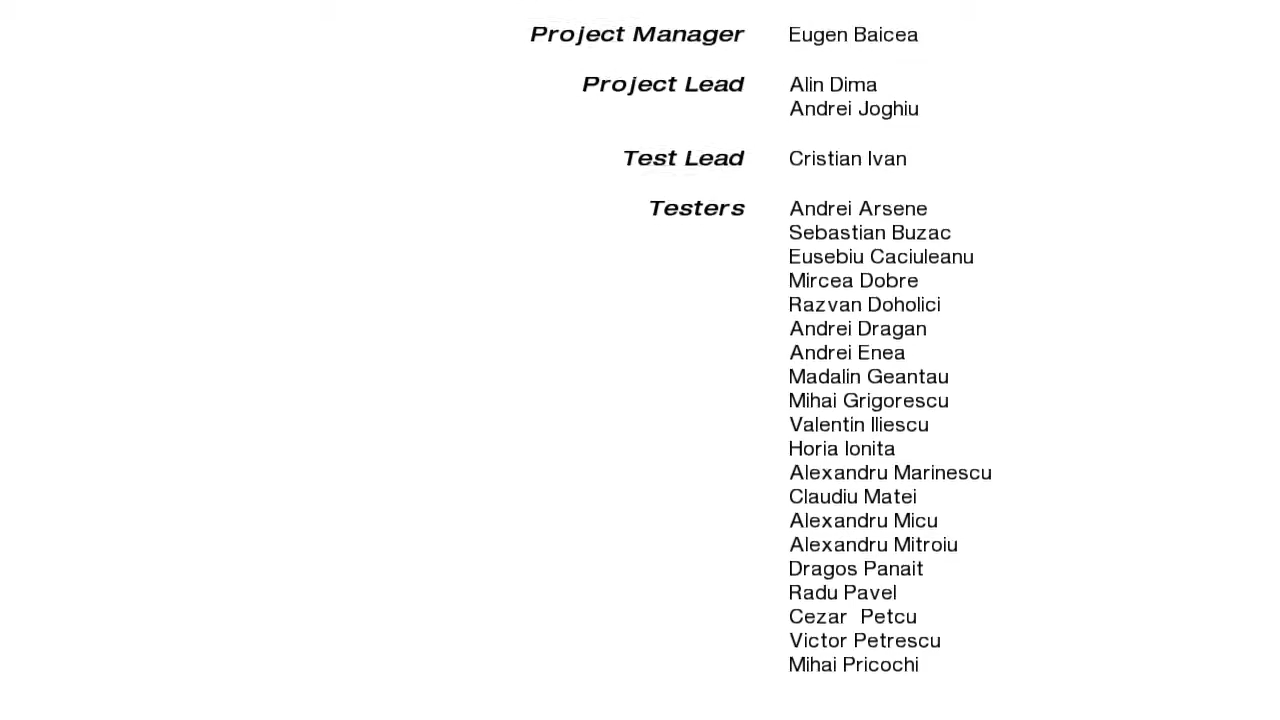 Project Manager Eugen Baicea
Project Lead Alin Dima
Andrei Joghiu
Test Lead Cristian Ivan
Testers Andrei Arsene
Sebastian Buzac
Eusebiu Caciuleanu
Mircea Dobre
Razvan Doholici
Andrei Dragan
Andrei Enea
Madalin Geantau
Mihai Grigorescu
Valentin Iliescu
Horia Ionita
Alexandru Marinescu
Claudiu Matei
Alexandru Micu
Alexandru Mitroiu
Dragos Panait
Radu Pavel
Cezar  Petcu
Victor Petrescu
Mihai Pricochi